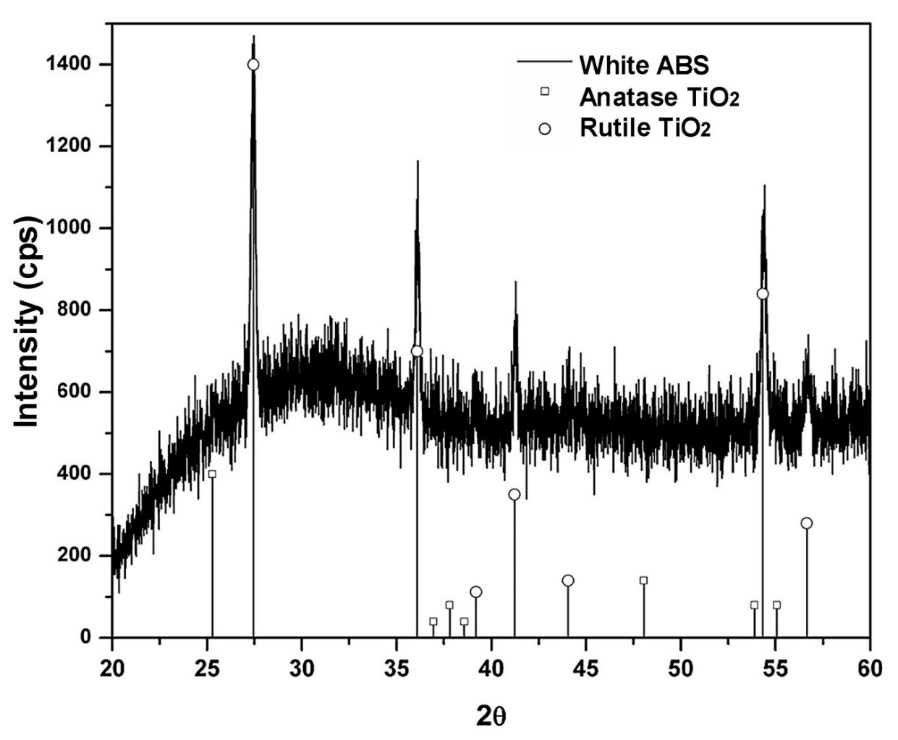 1400
1200
1000
800
600
400
200
0
Intensity (cps)
White ABS
Anatase TiO2
Rutile TiO2
20 25 30 35 40 45 50 55 60
2θ